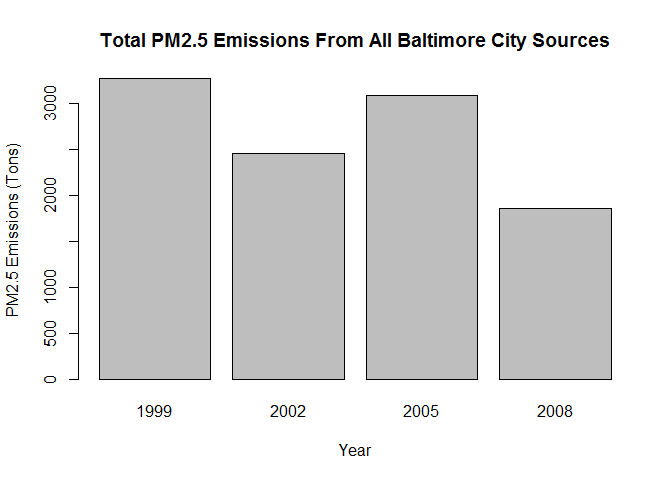 Total PM2.5 Emissions From All Baltimore City Sources
PM2.5 Emissions (Tons)
3000
2000
1000
500
0
1999 2002 2005 2008
Year